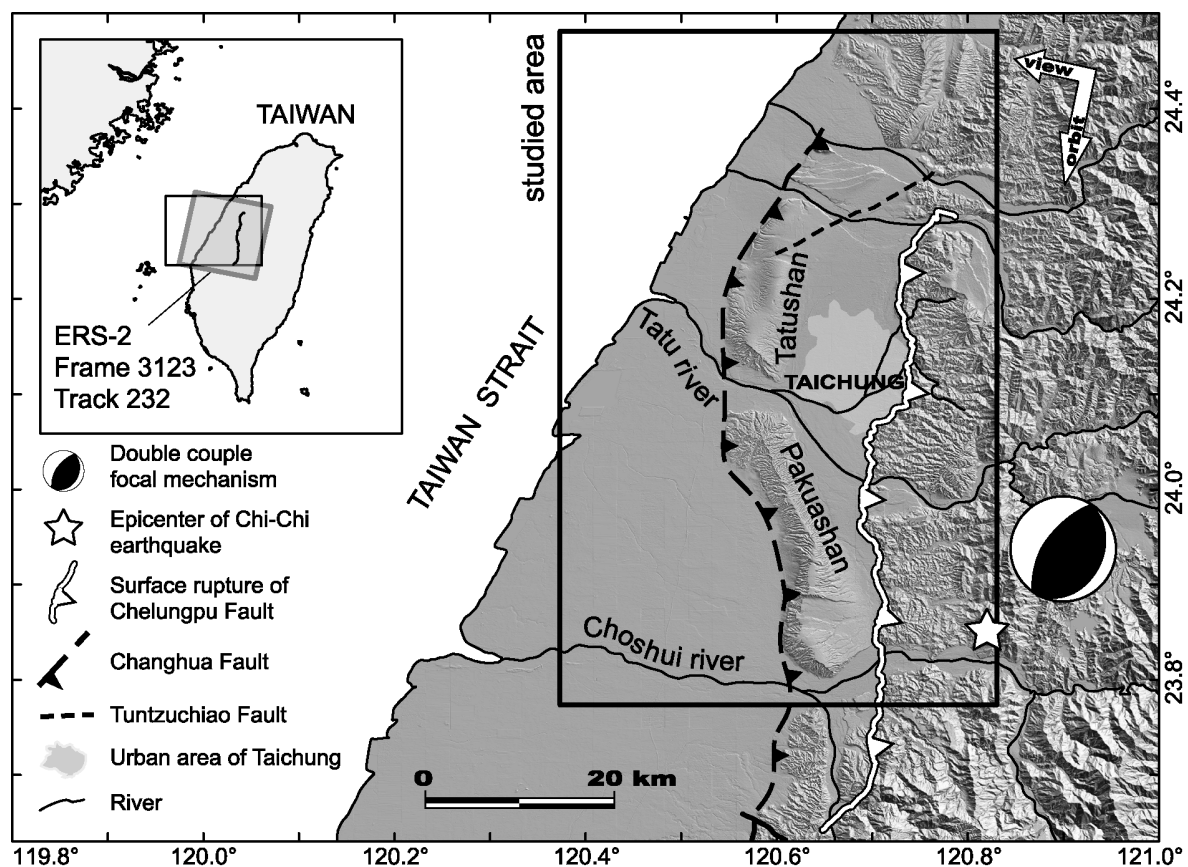 TAIWAN
ERS-2
Frame 3123
Track 232
Double couple
focal mechanism
Epicenter of Chi-Chi
earthquake
Surface rupture of
Chelungpu Fault
Changhua Fault
Tuntzuchiao Fault
Urban area of Taichung
River
studied area
TAIWAN STRAIT
Tatu river
Tatushan
TAICHUNG
Pakuashan
Choshui river
view
orbit
0 20 km
24.4°
24.2°
24.0°
23.8°
119.8° 120.0° 120.2° 120.4° 120.6° 120.8° 121.0°